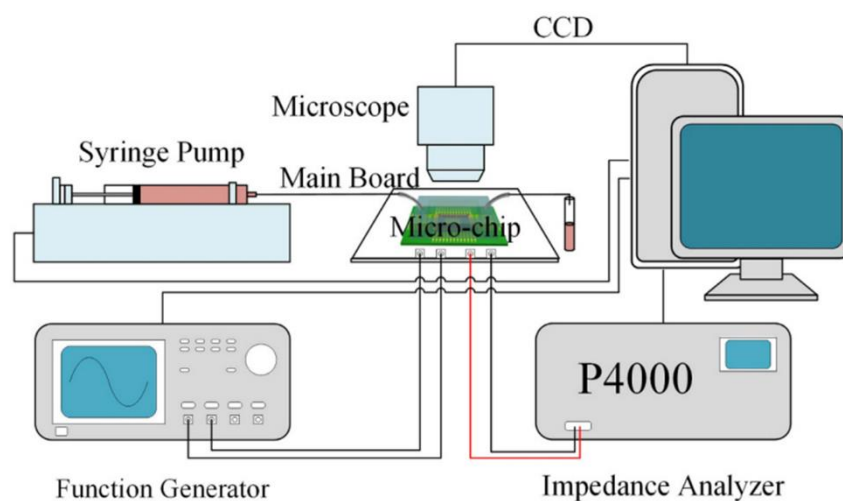 CCD
Microscope
Syringe Pump
Main Board
Micro-chip
P4000
Function Generator
Impedance Analyzer